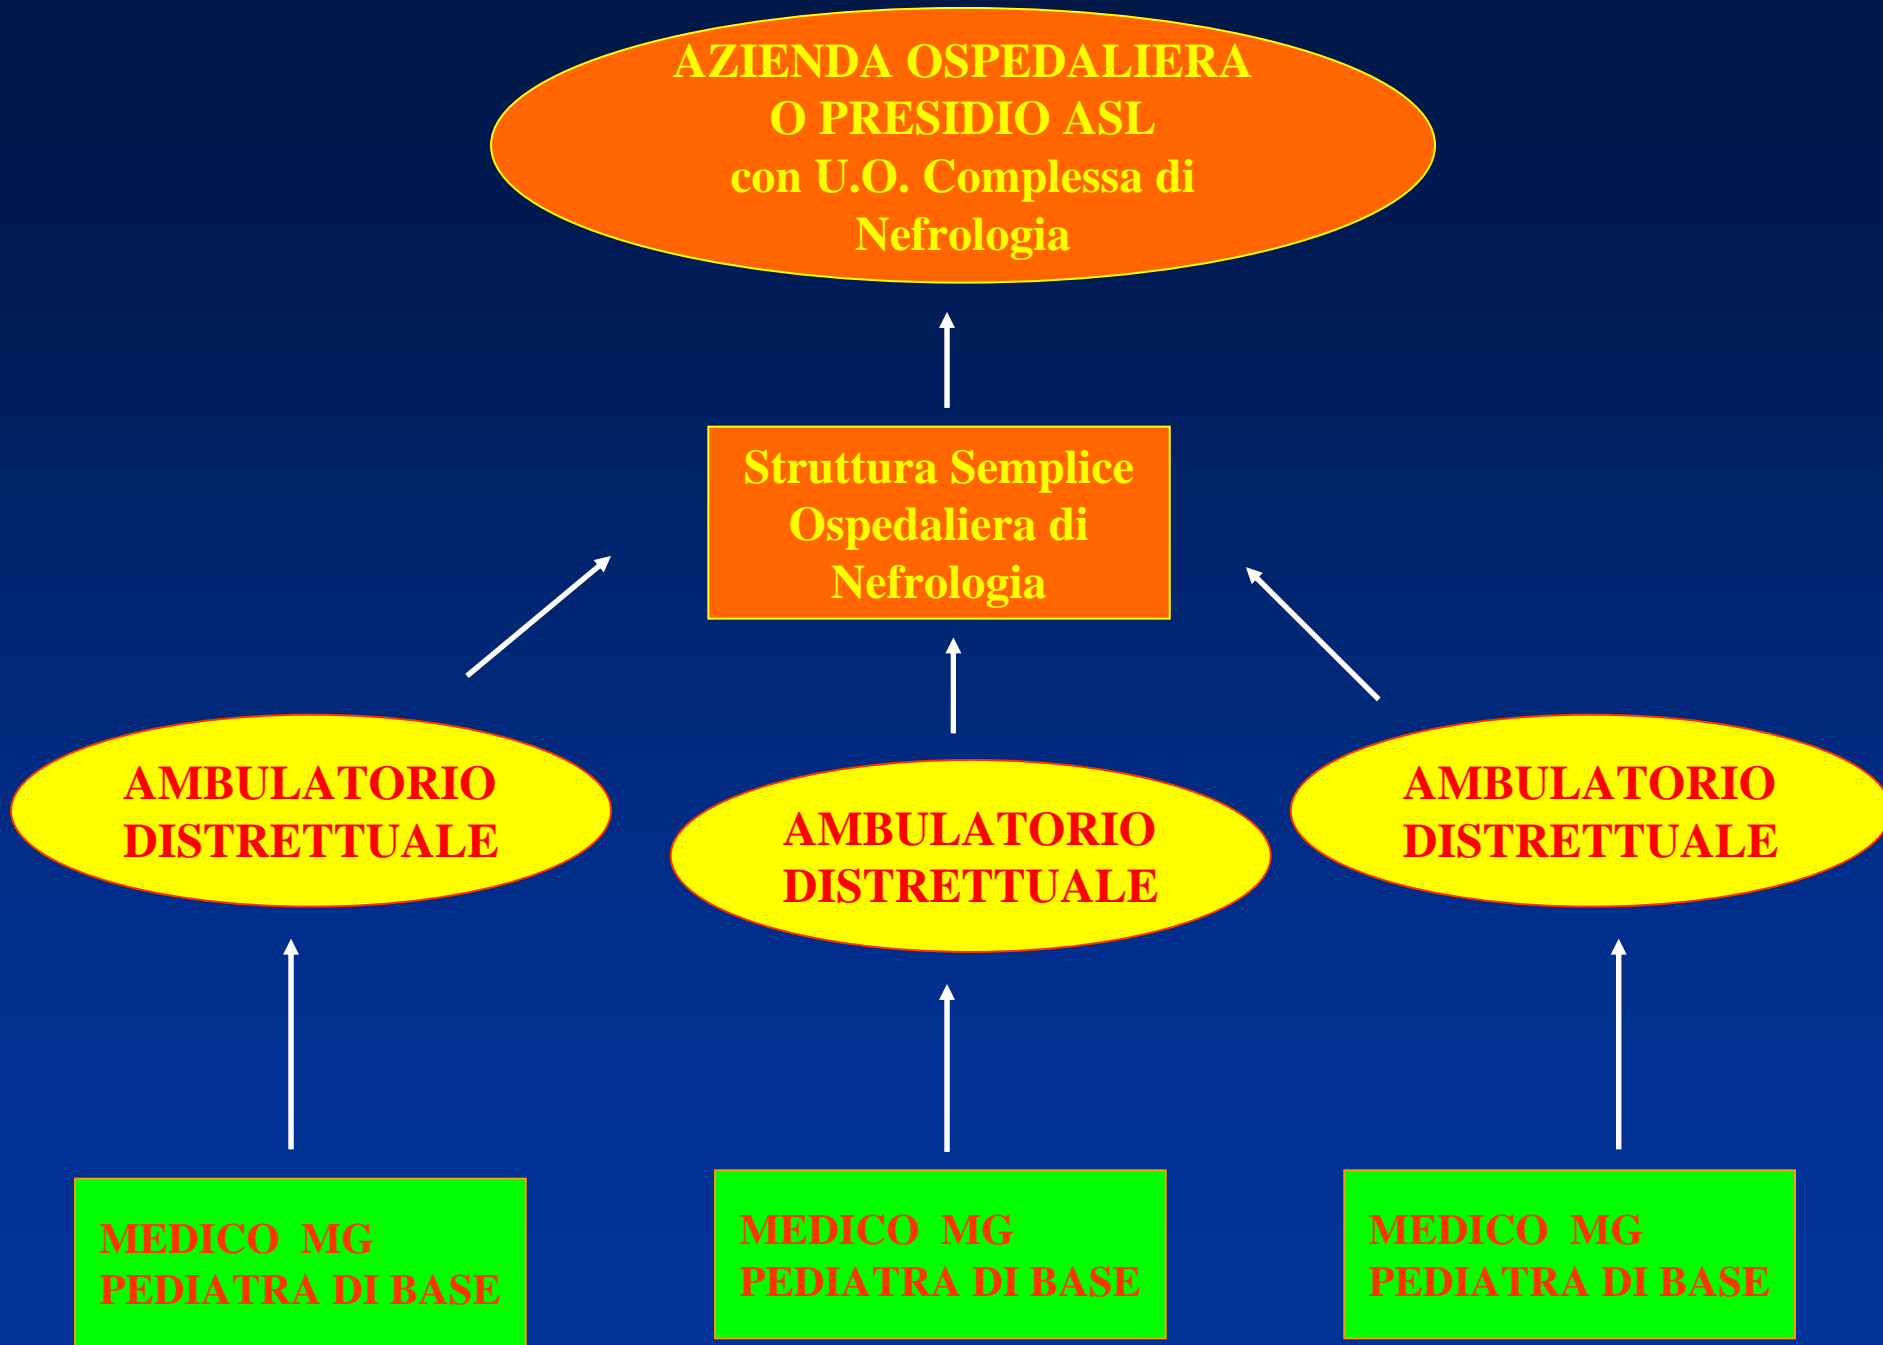 AZIENDA OSPEDALIERA
O PRESIDIO ASL
con U.O. Complessa di
Nefrologia
Struttura Semplice
Ospedaliera di
Nefrologia
AMBULATORIO
DISTRETTUALE
AMBULATORIO
DISTRETTUALE
AMBULATORIO
DISTRETTUALE
MEDICO  MG
PEDIATRA DI BASE
MEDICO  MG
PEDIATRA DI BASE
MEDICO  MG
PEDIATRA DI BASE